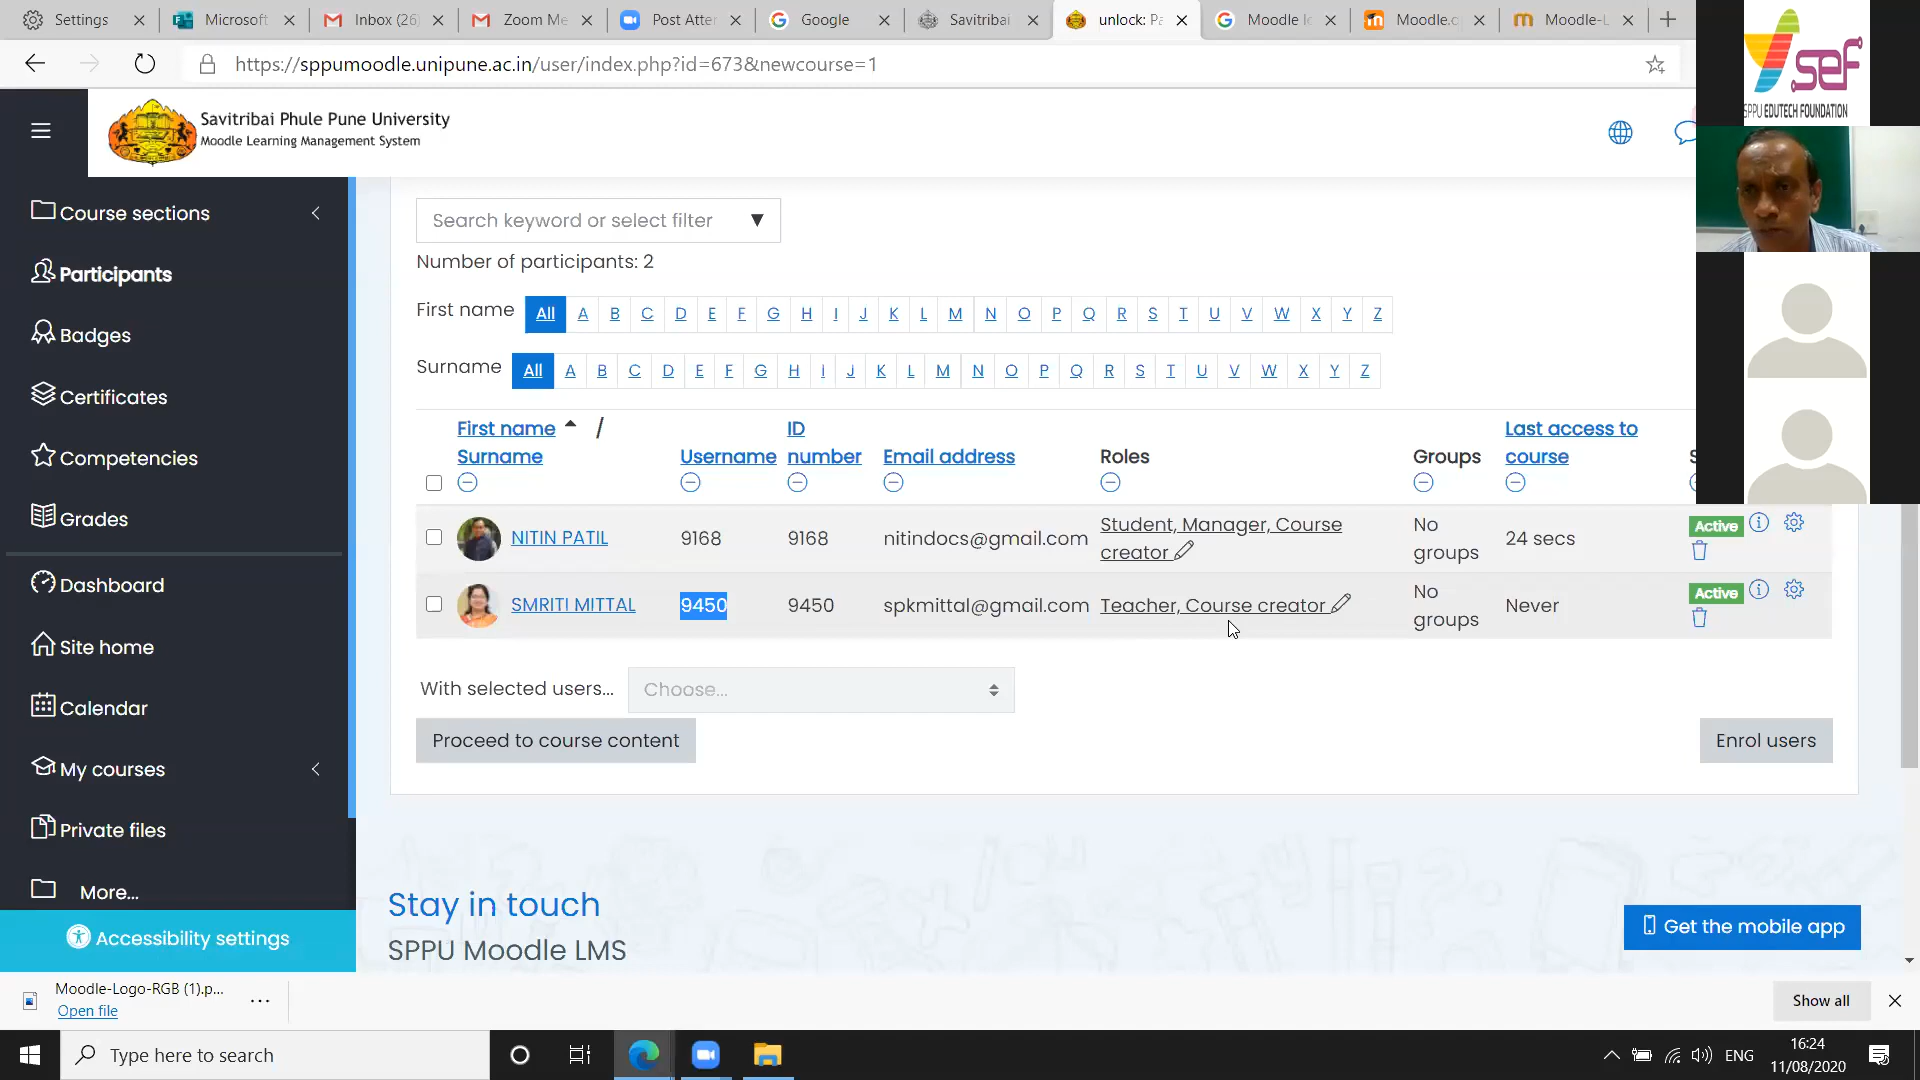 Settings
Microsoft
Inbox (26
Zoom Me
Post Atter
Google
Savitribai
unlock: Pa
Moodle le
Moodle.o
Moodle-L
https://sppumoodle.unipune.ac.in/user/index.php?id=673&newcourse=1
sef
SPPU EDUTECH FOUNDATION
Savitribai Phule Pune University
Moodle Learning Management System
Course sections
Participants
Badges
Certificates
Competencies
Grades
Dashboard
Site home
Calendar
My courses
Private files
More...
Accessibility settings
Search keyword or select filter
Number of participants: 2
First name All A B C D E F G H I J K L M N O P Q R S T U V W X Y Z
Surname All A B C D E F G H I J K L M N O P Q R S T U V W X Y Z
First name / Surname Username ID number Email address Roles Groups Last access to course S
NITIN PATIL 9168 9168 nitindocs@gmail.com Student, Manager, Course creator No groups 24 secs Active
SMRITI MITTAL 9450 9450 spkmittal@gmail.com Teacher, Course creator No groups Never Active
With selected users... Choose...
Proceed to course content
Enrol users
Stay in touch
SPPU Moodle LMS
Get the mobile app
Moodle-Logo-RGB (1).p...
Open file
...
Show all
Type here to search
ENG
16:24
11/08/2020